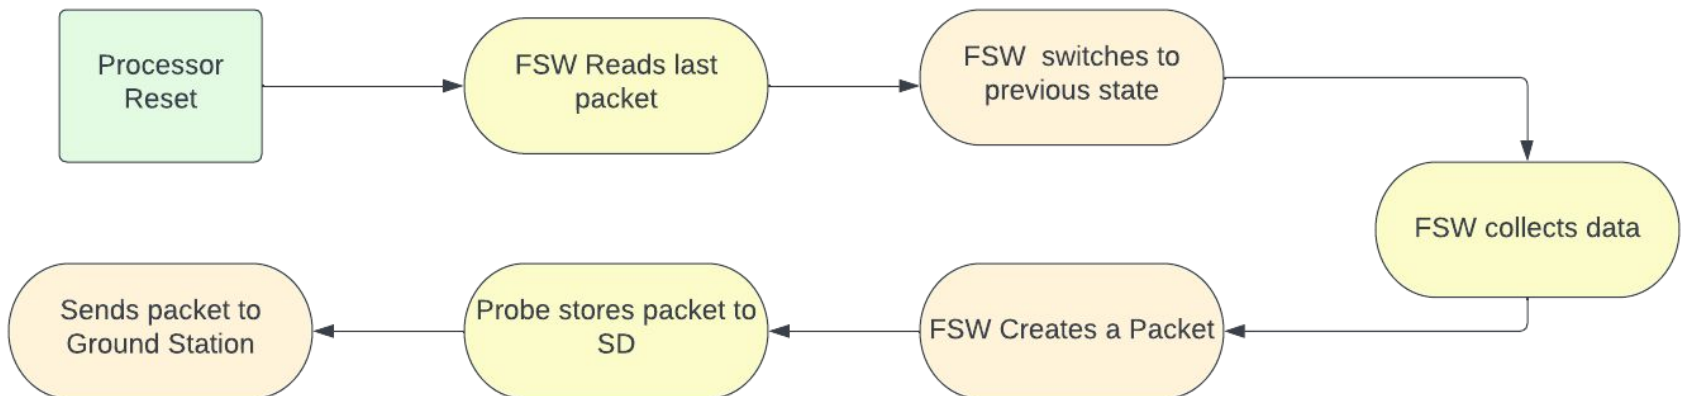 Processor
Reset
FSW Reads last
packet
FSW  switches to
previous state
FSW collects data
FSW Creates a Packet
Probe stores packet to
SD
Sends packet to
Ground Station